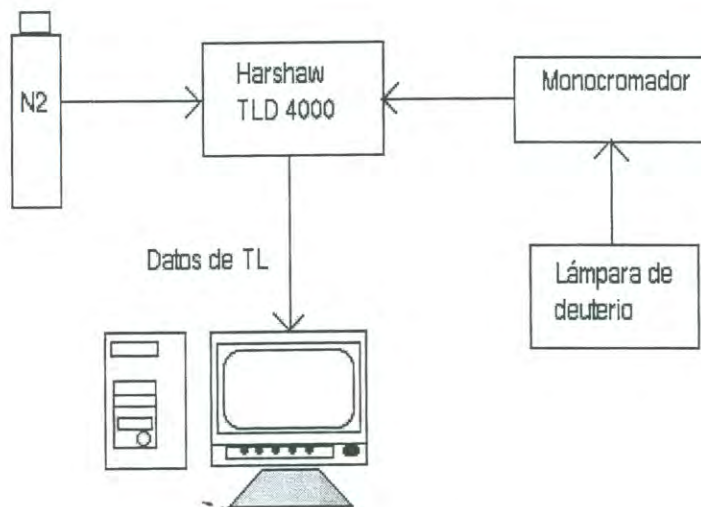 N2
Harshaw
TLD 4000
Monocromador
Datos de TL
Lámpara de
deuterio